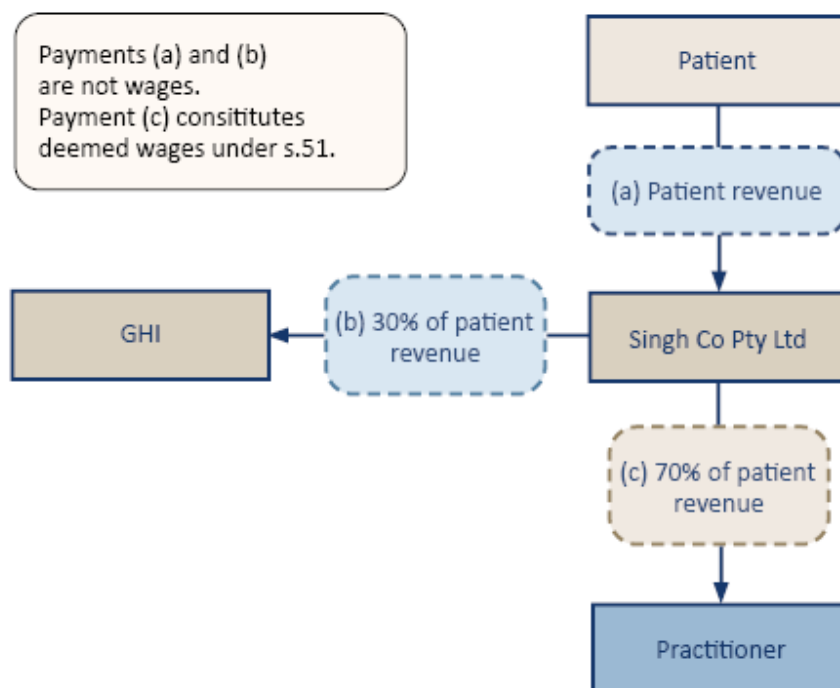 Payments (a) and (b)
are not wages.
Payment (c) consititutes
deemed wages under s.51.
Patient
(a) Patient revenue
GHI
(b) 30% of patient
revenue
Singh Co Pty Ltd
(c) 70% of patient
revenue
Practitioner